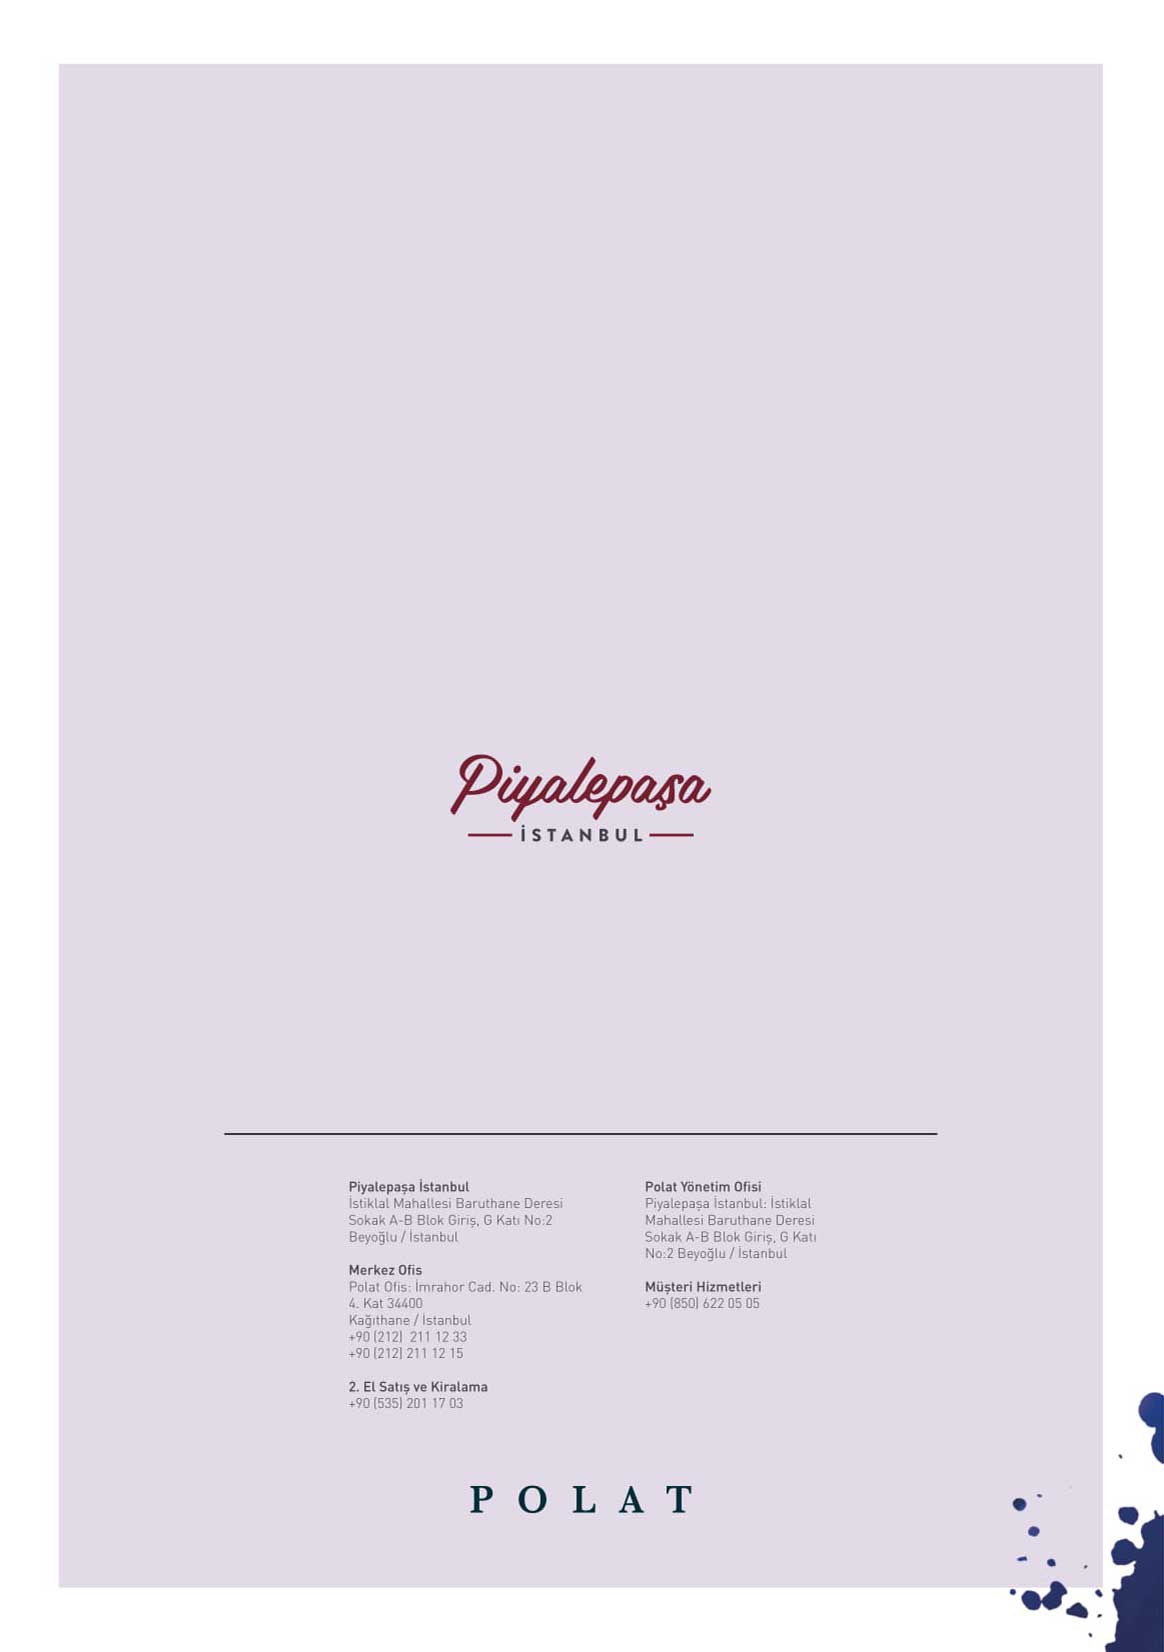 Piyalepaşa
İSTANBUL
Piyalepaşa İstanbul
İstiklal Mahallesi Baruthane Deresi
Sokak A-B Blok Giriş, G Katı No:2
Beyoğlu / İstanbul
Merkez Ofis
Polat Ofis: İmrahor Cad. No: 23 B Blok
4. Kat 34400
Kağıthane / İstanbul
+90 (212)  211 12 33
+90 (212) 211 12 15
2. El Satış ve Kiralama
+90 (535) 201 17 03
Polat Yönetim Ofisi
Piyalepaşa İstanbul: İstiklal
Mahallesi Baruthane Deresi
Sokak A-B Blok Giriş, G Katı
No:2 Beyoğlu / İstanbul
Müşteri Hizmetleri
+90 (850) 622 05 05
POLAT